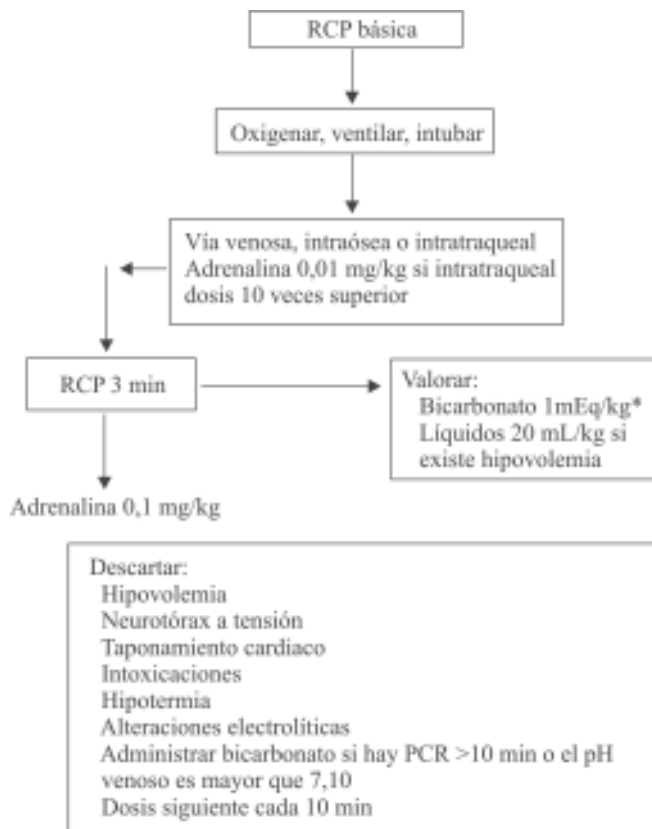 RCP básica
Oxigenar, ventilar, intubar
Vía venosa, intraósea o intratraqueal
Adrenalina 0,01 mg/kg si intratraqueal
dosis 10 veces superior
RCP 3 min
Valorar:
Bicarbonato 1mEq/kg*
Líquidos 20 mL/kg si
existe hipovolemia
Adrenalina 0,1 mg/kg
Descartar:
Hipovolemia
Neurotórax a tensión
Taponamiento cardiaco
Intoxicaciones
Hipotermia
Alteraciones electrolíticas
Administrar bicarbonato si hay PCR >10 min o el pH
venoso es mayor que 7,10
Dosis siguiente cada 10 min